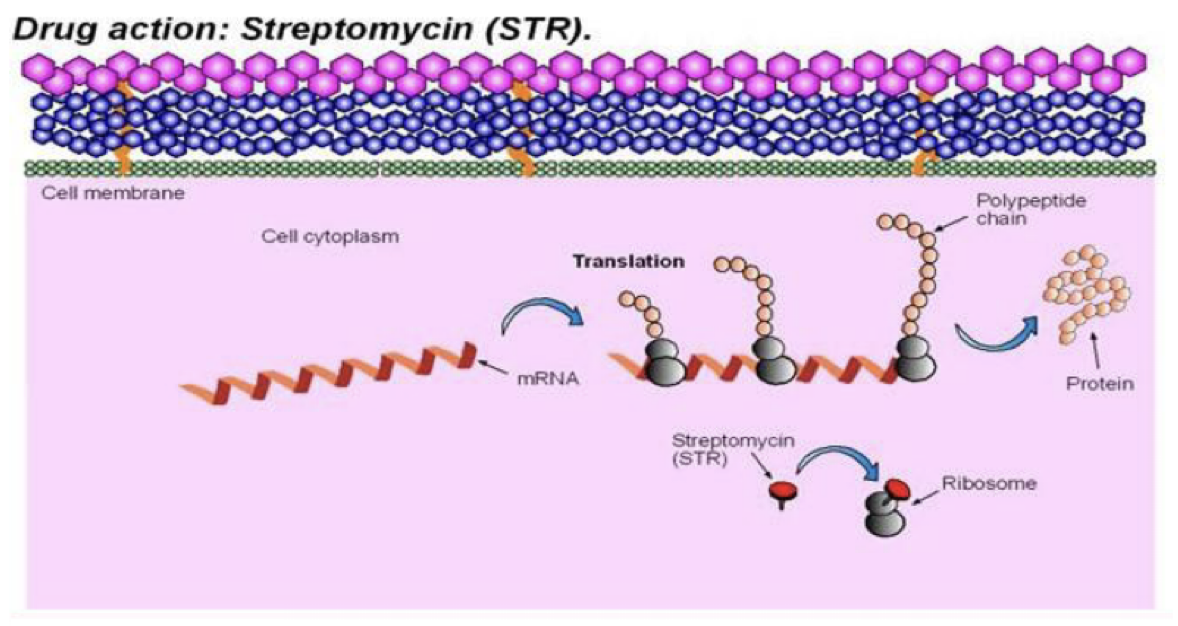 Drug action: Streptomycin (STR).
Cell membrane
Cell cytoplasm
Polypeptide
chain
Translation
mRNA
Protein
Streptomycin
(STR)
Ribosome